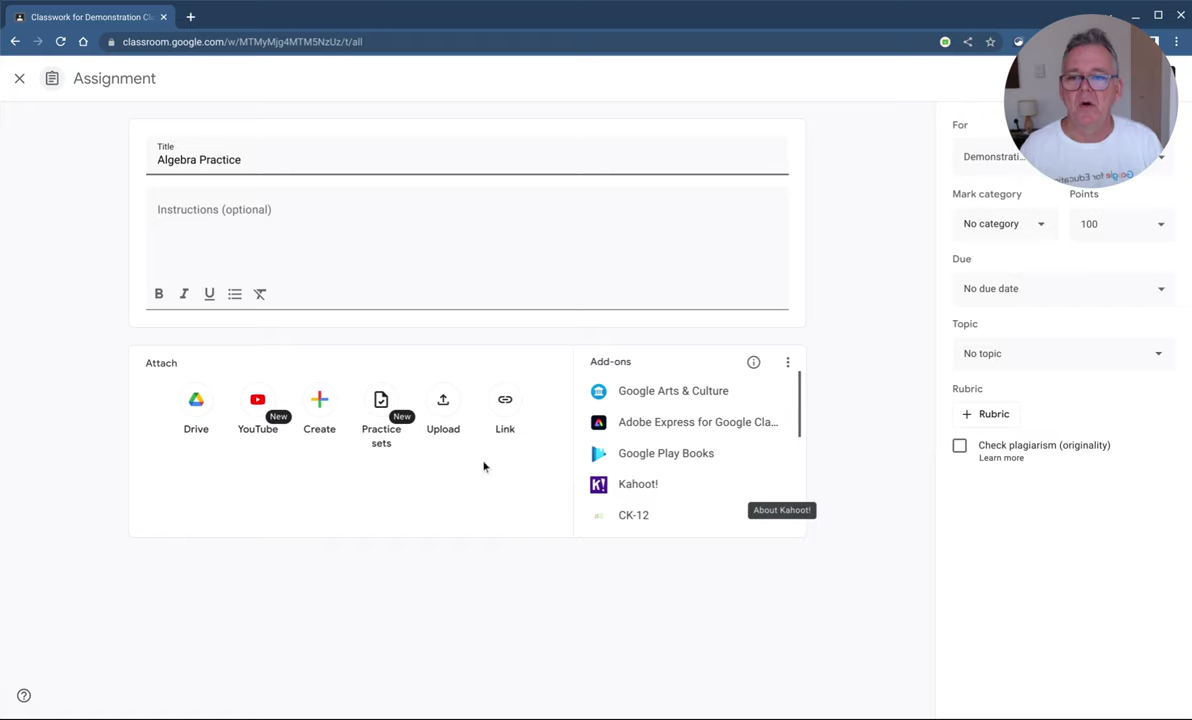 Classwork for Demonstration Cl
classroom.google.com/w/MTMyMjg4MTM5NzUz/t/all
Assignment
Title
Algebra Practice
Instructions (optional)
B I U
Attach
Drive
YouTube
New
Create
Practice sets
New
Upload
Link
Add-ons
Google Arts & Culture
Adobe Express for Google Cla...
Google Play Books
Kahoot!
K!
CK-12
About Kahoot!
For
Demonstrati...
Mark category
Points
No category
100
Due
No due date
Topic
No topic
Rubric
+ Rubric
Check plagiarism (originality)
Learn more